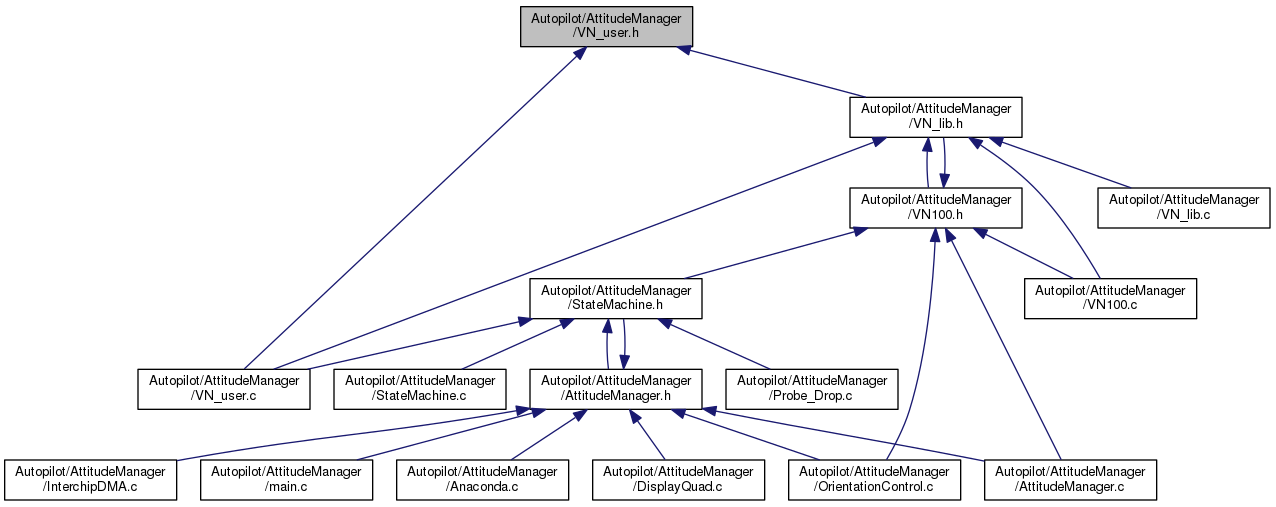 Autopilot/AttitudeManager
/VN_user.h
Autopilot/AttitudeManager
/VN_lib.h
Autopilot/AttitudeManager
/VN100.h
Autopilot/AttitudeManager
/VN_lib.c
Autopilot/AttitudeManager
/StateMachine.h
Autopilot/AttitudeManager
/VN100.c
Autopilot/AttitudeManager
/VN_user.c
Autopilot/AttitudeManager
/StateMachine.c
Autopilot/AttitudeManager
/AttitudeManager.h
Autopilot/AttitudeManager
/Probe_Drop.c
Autopilot/AttitudeManager
/InterchipDMA.c
Autopilot/AttitudeManager
/main.c
Autopilot/AttitudeManager
/Anaconda.c
Autopilot/AttitudeManager
/DisplayQuad.c
Autopilot/AttitudeManager
/OrientationControl.c
Autopilot/AttitudeManager
/AttitudeManager.c